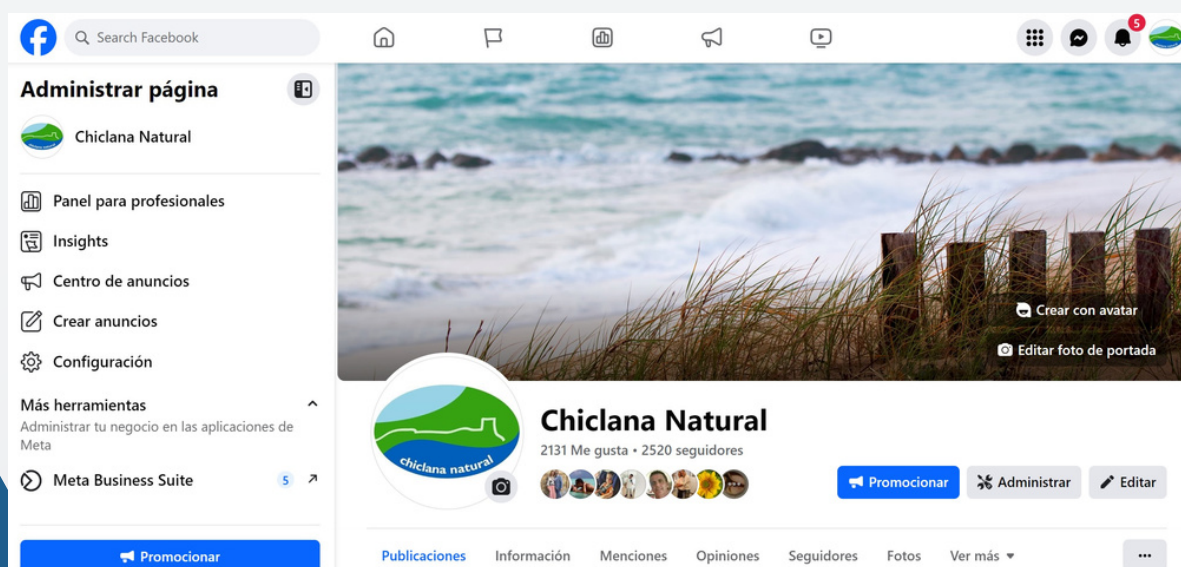 Search Facebook
5
Administrar página
Chiclana Natural
Panel para profesionales
Insights
Centro de anuncios
Crear anuncios
Configuración
Más herramientas
Administrar tu negocio en las aplicaciones de
Meta
Meta Business Suite 5
Promocionar
Crear con avatar
Editar foto de portada
chiclana natural
Chiclana Natural
2131 Me gusta • 2520 seguidores
Promocionar Administrar Editar
Publicaciones Información Menciones Opiniones Seguidores Fotos Ver más